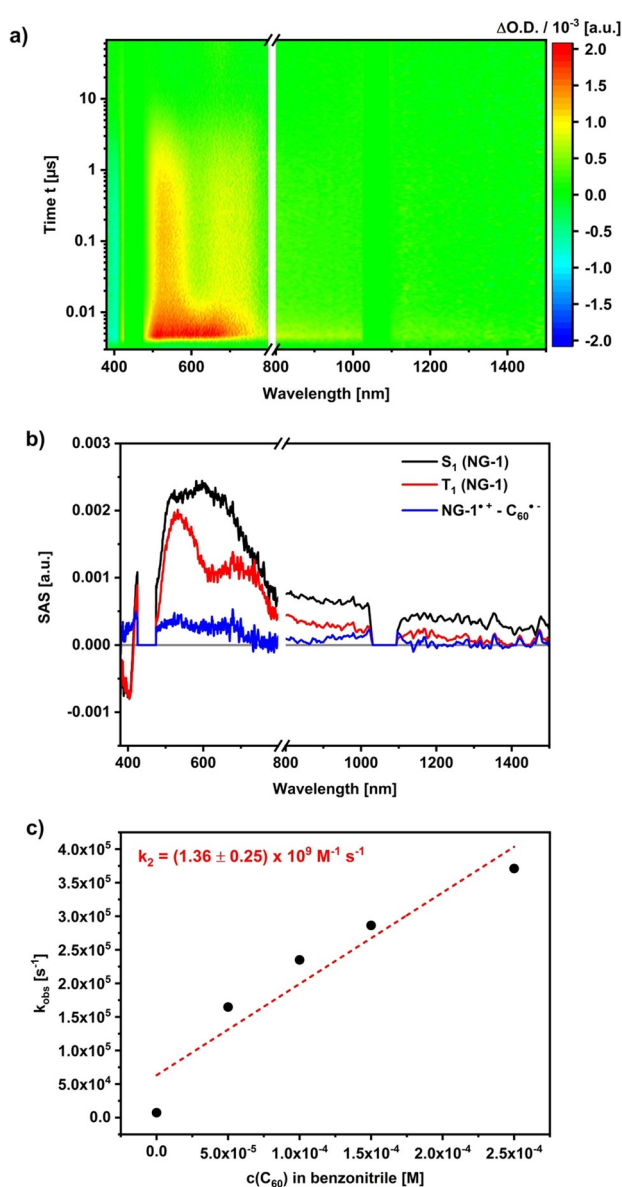 a)
ΔO.D. / 10⁻³ [a.u.]
2.0
1.5
1.0
0.5
0.0
-0.5
-1.0
-1.5
-2.0
Time t [µs]
10
1
0.1
0.01
400 500 600 700 800 1000 1200 1400
Wavelength [nm]
b)
S₁ (NG-1)
T₁ (NG-1)
NG-1•⁺ - C₆₀•⁻
SAS [a.u.]
0.003
0.002
0.001
0.000
-0.001
400 600 800 1000 1200 1400
Wavelength [nm]
c)
k₂ = (1.36 ± 0.25) x 10⁹ M⁻¹ s⁻¹
k_obs [s⁻¹]
4.0x10⁵
3.5x10⁵
3.0x10⁵
2.5x10⁵
2.0x10⁵
1.5x10⁵
1.0x10⁵
5.0x10⁴
0.0
0.0 5.0x10⁻⁵ 1.0x10⁻⁴ 1.5x10⁻⁴ 2.0x10⁻⁴ 2.5x10⁻⁴
c(C₆₀) in benzonitrile [M]